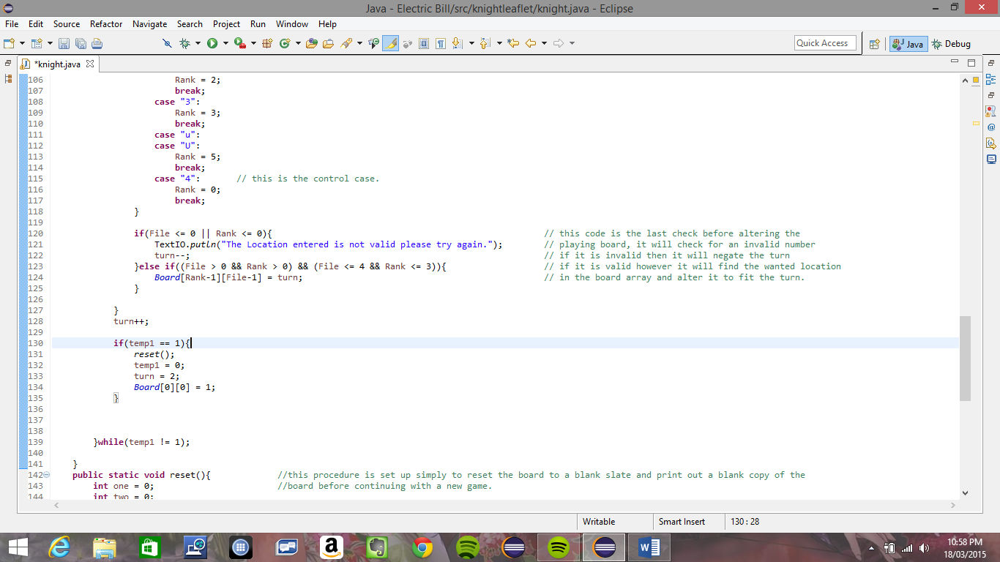 Java - Electric Bill/src/knightleaflet/knight.java - Eclipse
File Edit Source Refactor Navigate Search Project Run Window Help
Quick Access Java Debug
*knight.java
106 Rank = 2;
107 break;
108 case "3":
109 Rank = 3;
110 break;
111 case "u":
112 case "U":
113 Rank = 5;
114 break;
115 case "4": // this is the control case.
116 Rank = 0;
117 break;
118 }
119
120 if(File <= 0 || Rank <= 0){ // this code is the last check before altering the
121 TextIO.putln("The Location entered is not valid please try again."); // playing board, it will check for an invalid number
122 turn--; // if it is invalid then it will negate the turn
123 }else if((File > 0 && Rank > 0) && (File <= 4 && Rank <= 3)){ // if it is valid however it will find the wanted location
124 Board[Rank-1][File-1] = turn; // in the board array and alter it to fit the turn.
125 }
126
127 }
128 turn++;
129
130 if(temp1 == 1){
131 reset();
132 temp1 = 0;
133 turn = 2;
134 Board[0][0] = 1;
135 }
136
137
138
139 }while(temp1 != 1);
140
141 }
142 public static void reset(){ //this procedure is set up simply to reset the board to a blank slate and print out a blank copy of the
143 int one = 0; //board before continuing with a new game.
144 int two = 0;
Writable Smart Insert 130 : 28
10:58 PM
18/03/2015